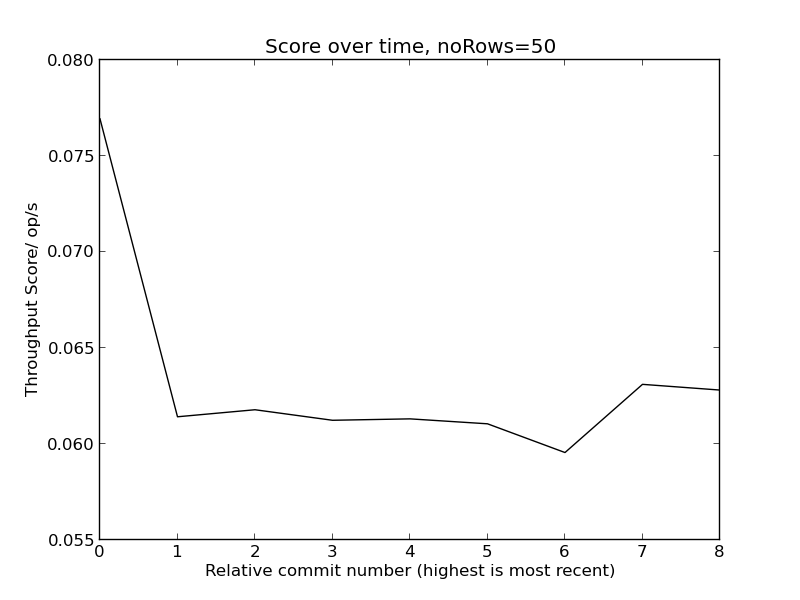 Score over time, noRows=50
Throughput Score/ op/s
0.080
0.075
0.070
0.065
0.060
0.055
0 1 2 3 4 5 6 7 8
Relative commit number (highest is most recent)